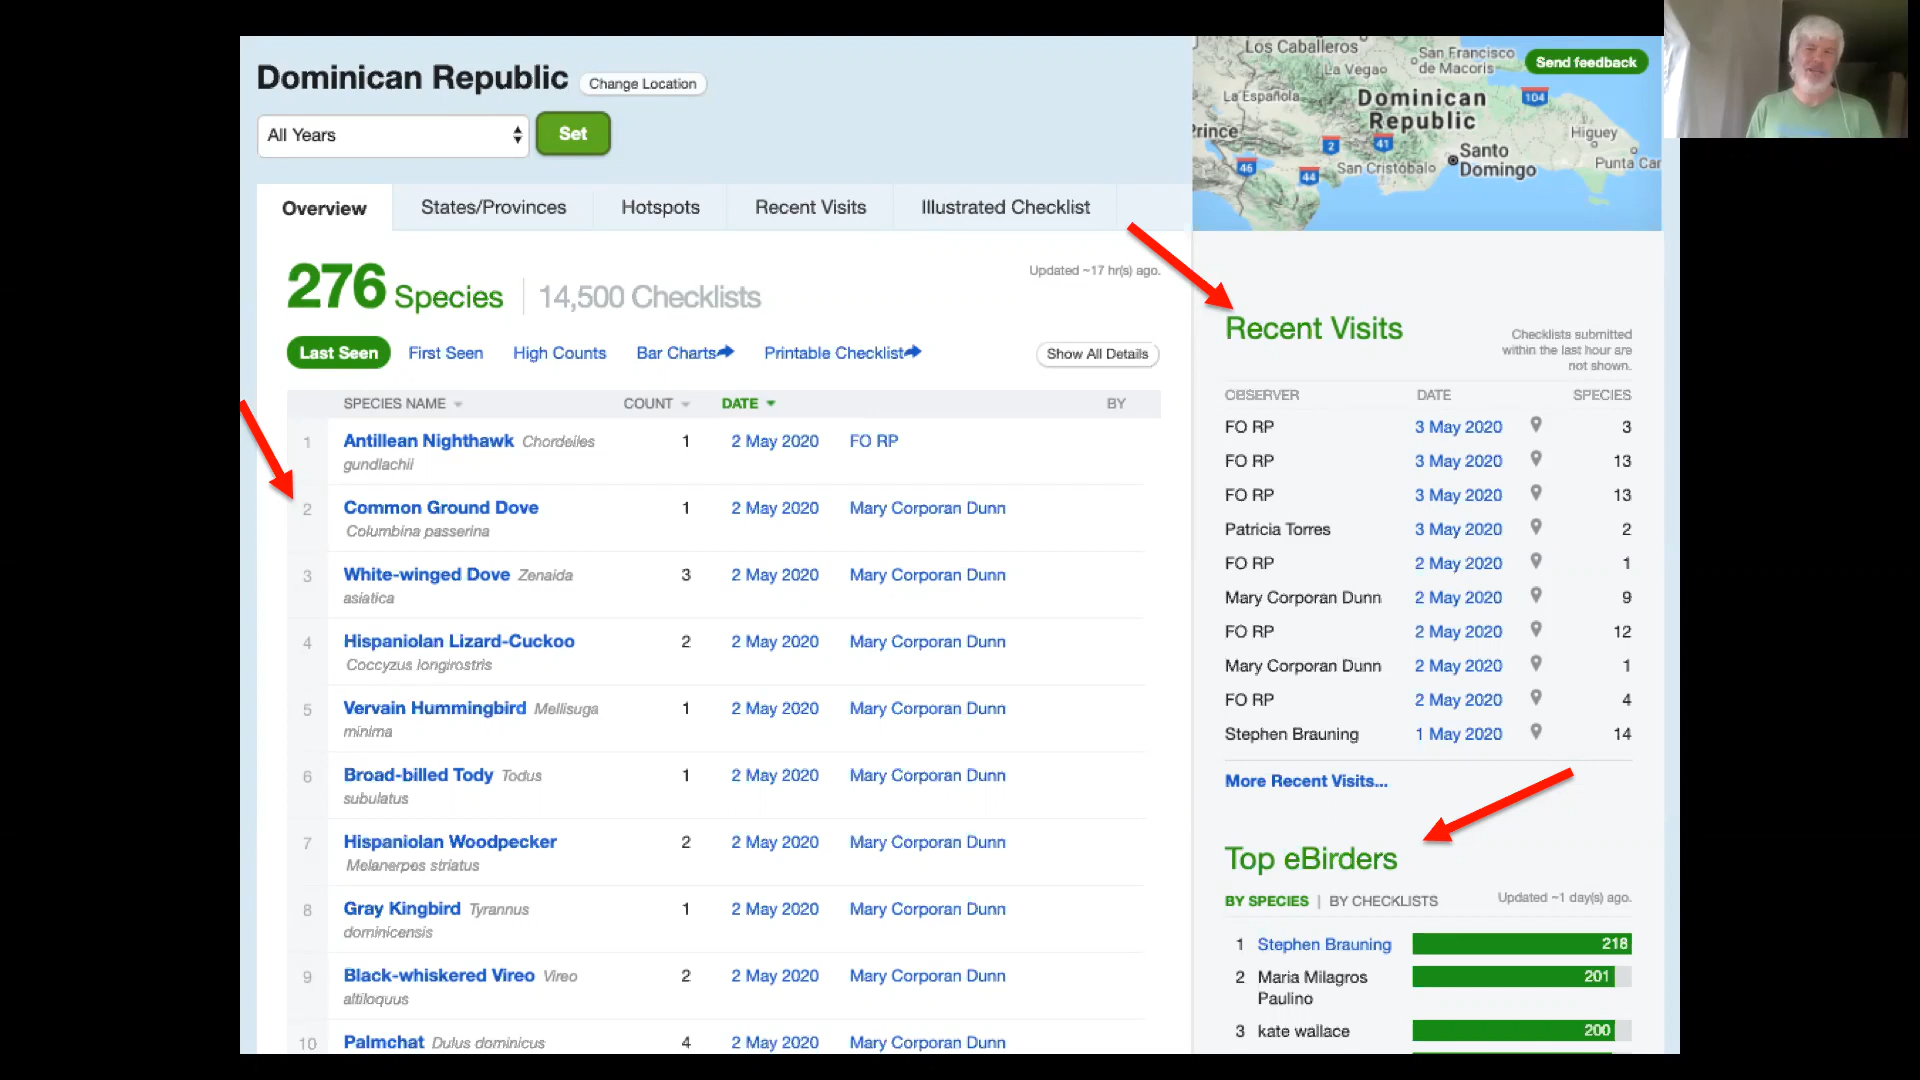 Dominican Republic Change Location
All Years Set
Overview States/Provinces Hotspots Recent Visits Illustrated Checklist
276 Species 14,500 Checklists
Updated ~17 hr(s) ago.
Last Seen First Seen High Counts Bar Charts Printable Checklist Show All Details
SPECIES NAME COUNT DATE BY
1 Antillean Nighthawk Chordeiles 1 2 May 2020 FO RP
gundlachii
2 Common Ground Dove 1 2 May 2020 Mary Corporan Dunn
Columbina passerina
3 White-winged Dove Zenaida 3 2 May 2020 Mary Corporan Dunn
asiatica
4 Hispaniolan Lizard-Cuckoo 2 2 May 2020 Mary Corporan Dunn
Coccyzus longirostris
5 Vervain Hummingbird Mellisuga 1 2 May 2020 Mary Corporan Dunn
minima
6 Broad-billed Tody Todus 1 2 May 2020 Mary Corporan Dunn
subulatus
7 Hispaniolan Woodpecker 2 2 May 2020 Mary Corporan Dunn
Melanerpes striatus
8 Gray Kingbird Tyrannus 1 2 May 2020 Mary Corporan Dunn
dominicensis
9 Black-whiskered Vireo Vireo 2 2 May 2020 Mary Corporan Dunn
altiloquus
10 Palmchat Dulus dominicus 4 2 May 2020 Mary Corporan Dunn
Los Caballeros San Francisco
de Macoris
La Vega
Send feedback
La Española
Dominican
Republic
104
Prince
Higuey
2 41
Santo
Domingo
Punta Car
46 44 San Cristóbal
Recent Visits
Checklists submitted
within the last hour are
not shown.
OBSERVER DATE SPECIES
FO RP 3 May 2020 3
FO RP 3 May 2020 13
FO RP 3 May 2020 13
Patricia Torres 3 May 2020 2
FO RP 2 May 2020 1
Mary Corporan Dunn 2 May 2020 9
FO RP 2 May 2020 12
Mary Corporan Dunn 2 May 2020 1
FO RP 2 May 2020 4
Stephen Brauning 1 May 2020 14
More Recent Visits...
Top eBirders
BY SPECIES | BY CHECKLISTS Updated ~1 day(s) ago.
1 Stephen Brauning 218
2 Maria Milagros 201
Paulino
3 kate wallace 200